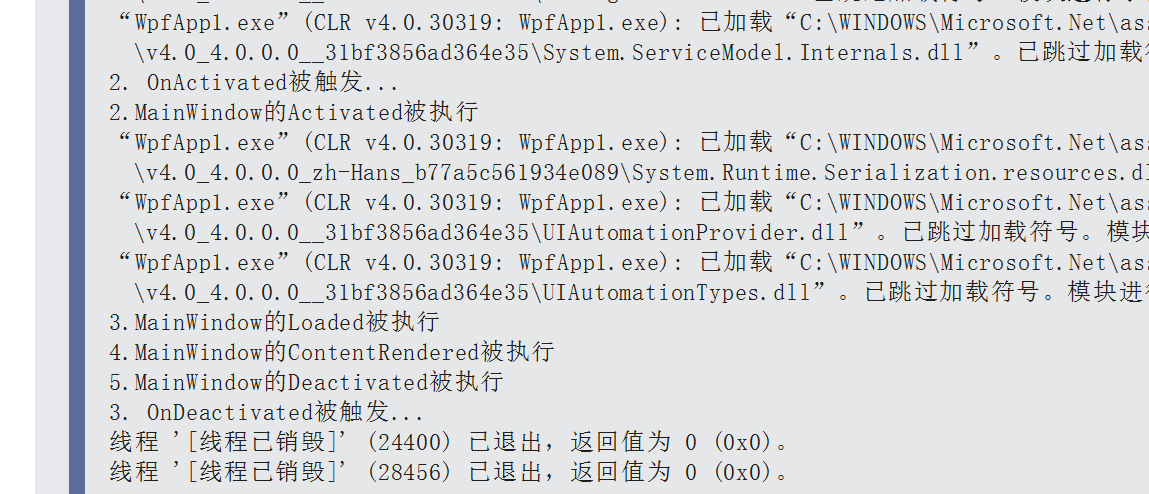 “WpfApp1.exe”(CLR v4.0.30319: WpfApp1.exe): 已加载“C:\WINDOWS\Microsoft.Net\ass
\v4.0_4.0.0.0__31bf3856ad364e35\System.ServiceModel.Internals.dll”。已跳过加载符
2. OnActivated被触发...
2.MainWindow的Activated被执行
“WpfApp1.exe”(CLR v4.0.30319: WpfApp1.exe): 已加载“C:\WINDOWS\Microsoft.Net\ass
\v4.0_4.0.0.0_zh-Hans_b77a5c561934e089\System.Runtime.Serialization.resources.dl
“WpfApp1.exe”(CLR v4.0.30319: WpfApp1.exe): 已加载“C:\WINDOWS\Microsoft.Net\ass
\v4.0_4.0.0.0__31bf3856ad364e35\UIAutomationProvider.dll”。已跳过加载符号。模块
“WpfApp1.exe”(CLR v4.0.30319: WpfApp1.exe): 已加载“C:\WINDOWS\Microsoft.Net\ass
\v4.0_4.0.0.0__31bf3856ad364e35\UIAutomationTypes.dll”。已跳过加载符号。模块进行
3.MainWindow的Loaded被执行
4.MainWindow的ContentRendered被执行
5.MainWindow的Deactivated被执行
3. OnDeactivated被触发...
线程 '[线程已销毁]' (24400) 已退出，返回值为 0 (0x0)。
线程 '[线程已销毁]' (28456) 已退出，返回值为 0 (0x0)。